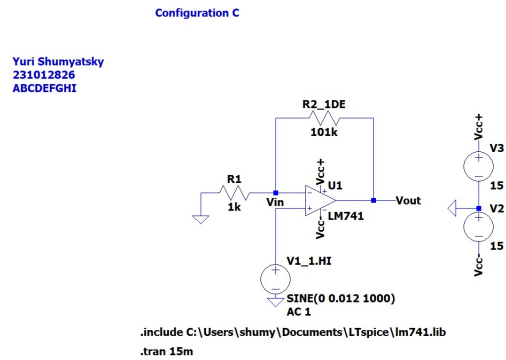 Configuration C
Yuri Shumyatsky
231012826
ABCDEFGHI
R2_1DE
101k
R1
1k
Vin
Vcc+
U1
LM741
Vcc-
Vout
V1_1.HI
SINE(0 0.012 1000)
AC 1
Vcc+
V3
15
V2
15
Vcc-
.include C:\Users\shumy\Documents\LTspice\lm741.lib
.tran 15m